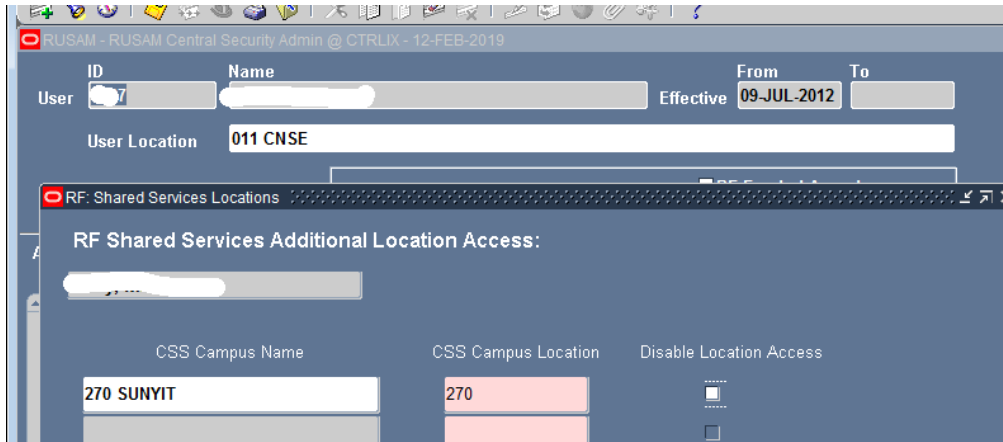 RUSAM - RUSAM Central Security Admin @ CTRLIX - 12-FEB-2019
ID Name From To
User 7 Effective 09-JUL-2012
User Location 011 CNSE
RF: Shared Services Locations
RF Shared Services Additional Location Access:
CSS Campus Name CSS Campus Location Disable Location Access
270 SUNYIT 270